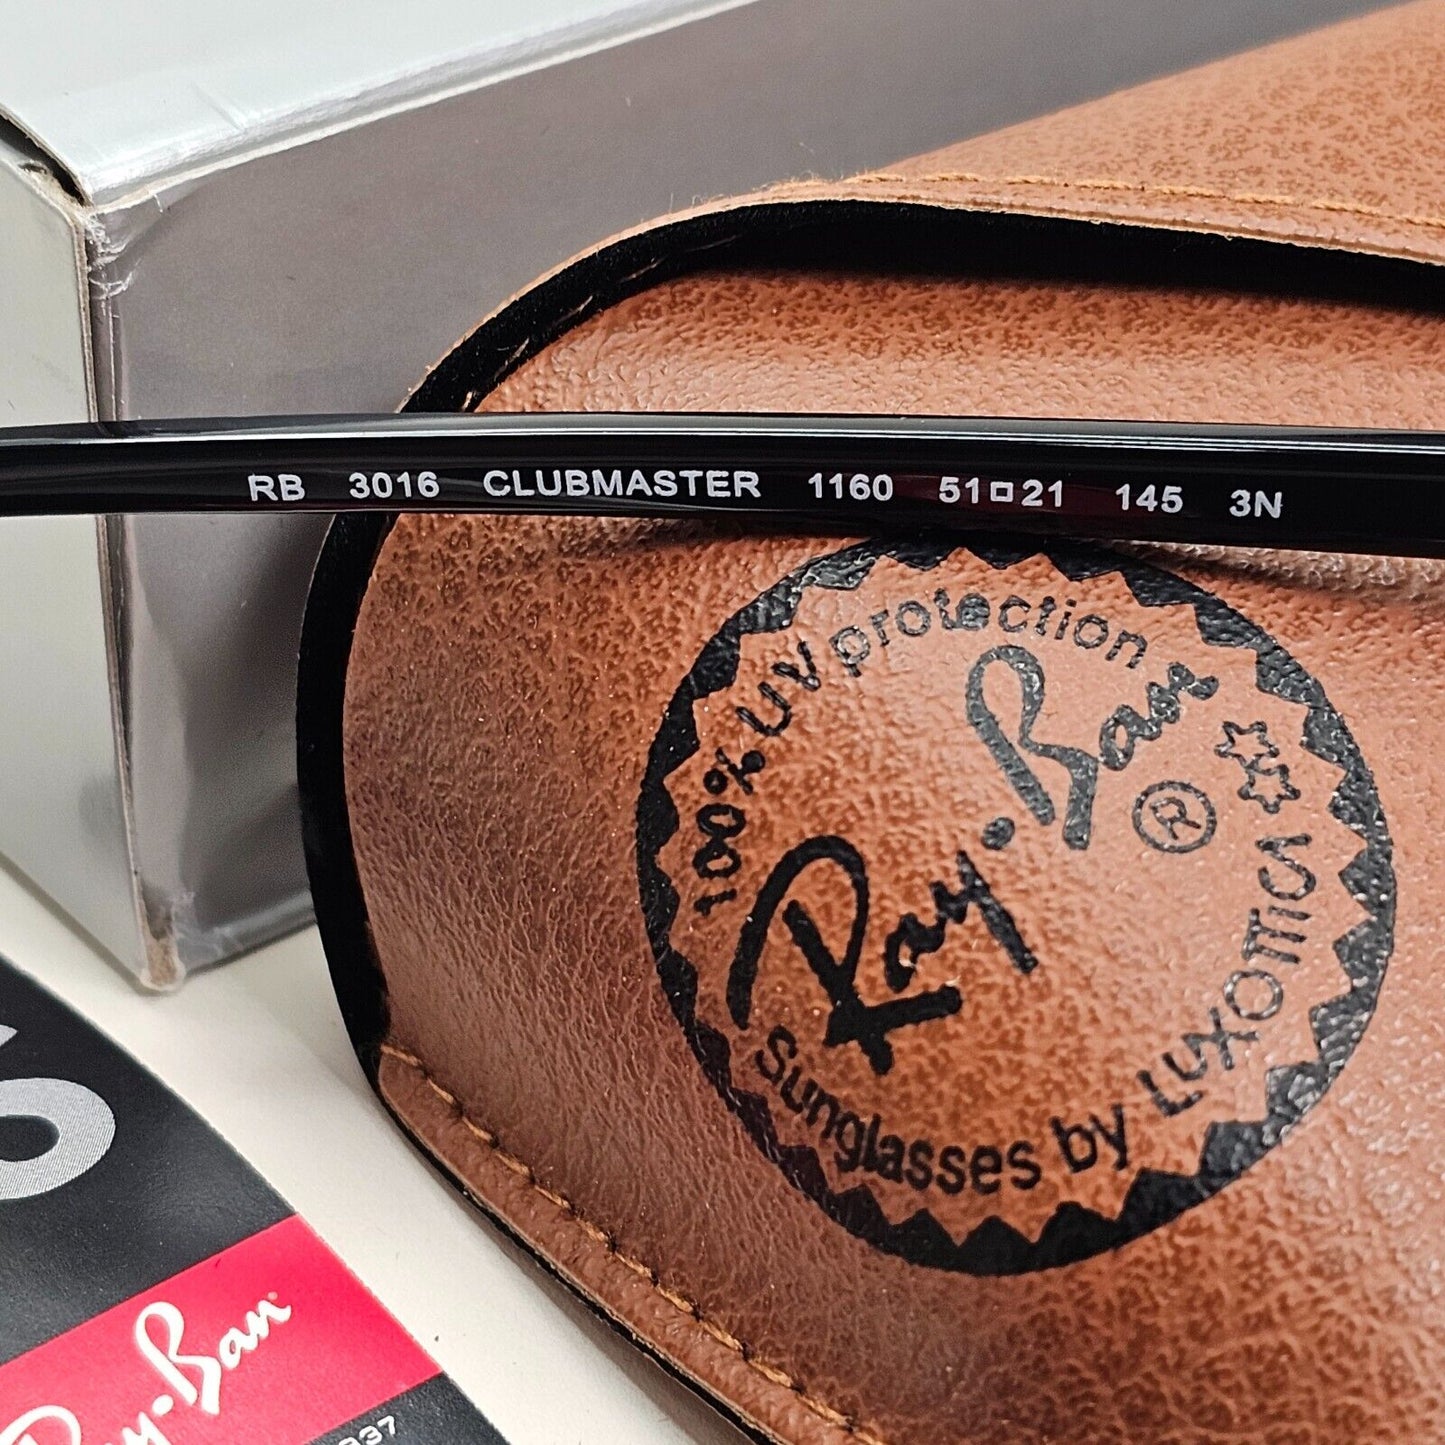 RB 3016 CLUBMASTER 1160 51□21 145 3N
100% UV protection
Ray-Ban ®
Sunglasses by LUXOTTICA
Ray-Ban